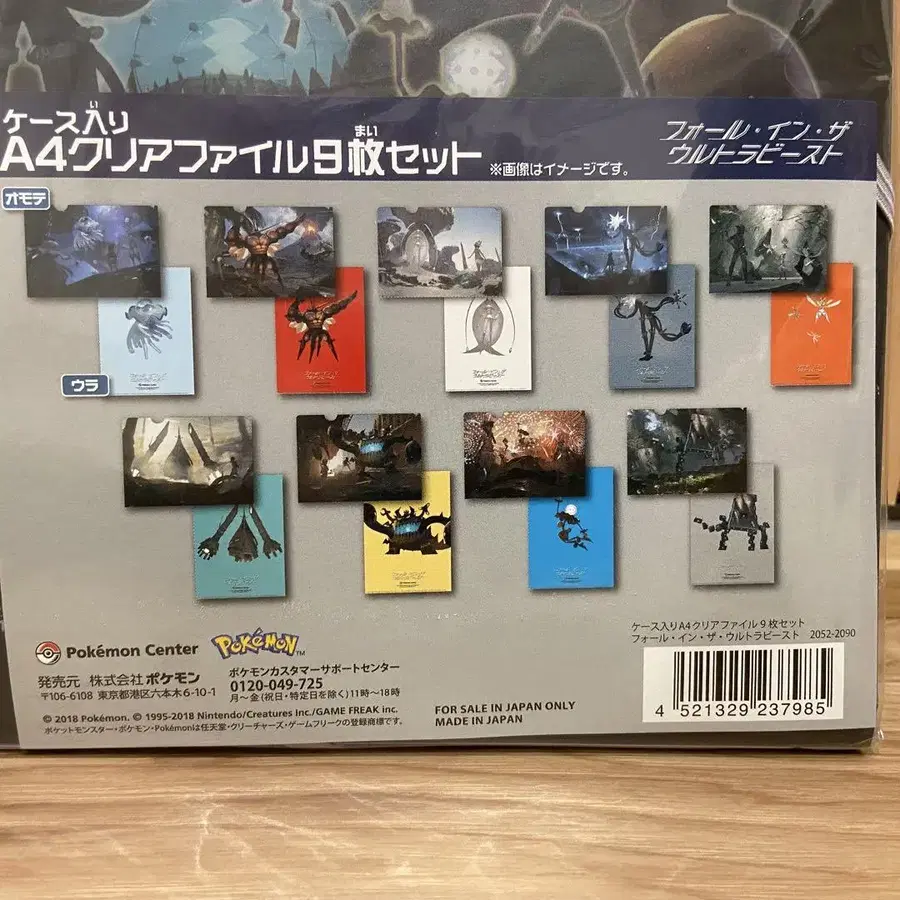 ケース入り
A4クリアファイル9枚セット
※画像はイメージです。
フォール・イン・ザ
ウルトラビースト
オモテ
ウラ
ケース入りA4クリアファイル9枚セット
フォール・イン・ザ・ウルトラビースト 2052-2090
Pokémon Center
POKéMON TM
発売元 株式会社ポケモン
〒106-6108 東京都港区六本木6-10-1
ポケモンカスタマーサポートセンター
0120-049-725
月〜金(祝日・特定日を除く)11時〜18時
© 2018 Pokémon. © 1995-2018 Nintendo/Creatures Inc./GAME FREAK inc.
ポケットモンスター・ポケモン・Pokémonは任天堂・クリーチャーズ・ゲームフリークの登録商標です。
FOR SALE IN JAPAN ONLY
MADE IN JAPAN
4 521329 237985